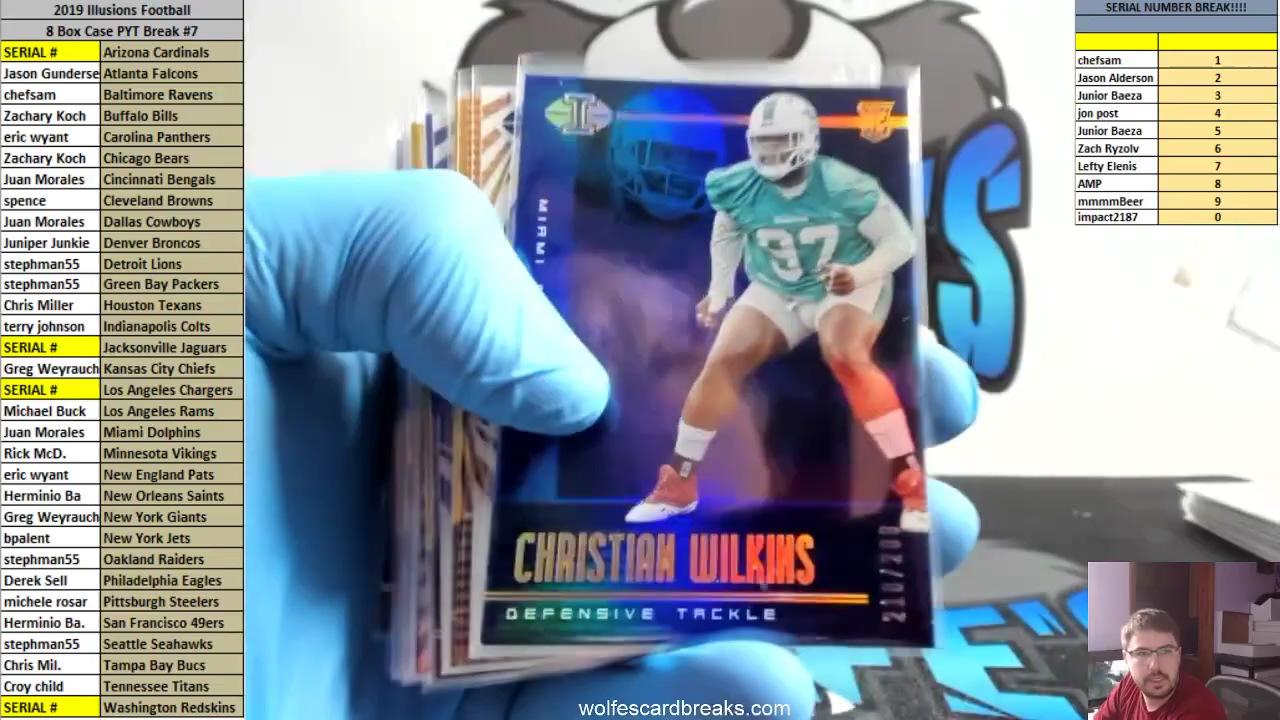 2019 Illusions Football
8 Box Case PYT Break #7
SERIAL # Arizona Cardinals
Jason Gunderse Atlanta Falcons
chefsam Baltimore Ravens
Zachary Koch Buffalo Bills
eric wyant Carolina Panthers
Zachary Koch Chicago Bears
Juan Morales Cincinnati Bengals
spence Cleveland Browns
Juan Morales Dallas Cowboys
Juniper Junkie Denver Broncos
stephman55 Detroit Lions
stephman55 Green Bay Packers
Chris Miller Houston Texans
terry johnson Indianapolis Colts
SERIAL # Jacksonville Jaguars
Greg Weyrauch Kansas City Chiefs
SERIAL # Los Angeles Chargers
Michael Buck Los Angeles Rams
Juan Morales Miami Dolphins
Rick McD. Minnesota Vikings
eric wyant New England Pats
Herminio Ba New Orleans Saints
Greg Weyrauch New York Giants
bpalent New York Jets
stephman55 Oakland Raiders
Derek Sell Philadelphia Eagles
michele rosar Pittsburgh Steelers
Herminio Ba. San Francisco 49ers
stephman55 Seattle Seahawks
Chris Mil. Tampa Bay Bucs
Croy child Tennessee Titans
SERIAL # Washington Redskins
MIAMI
97
CHRISTIAN WILKINS
DEFENSIVE TACKLE
SERIAL NUMBER BREAK!!!!
chefsam 1
Jason Alderson 2
Junior Baeza 3
jon post 4
Junior Baeza 5
Zach Ryzolv 6
Lefty Elenis 7
AMP 8
mmmmBeer 9
impact2187 0
wolfescardbreaks.com